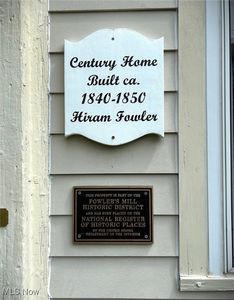 Century Home
Built ca.
1840-1850
Hiram Fowler
THIS PROPERTY IS PART OF THE
FOWLER'S MILL
HISTORIC DISTRICT
AND HAS BEEN PLACED ON THE
NATIONAL REGISTER
OF HISTORIC PLACES
BY THE UNITED STATES
DEPARTMENT OF THE INTERIOR
MLS Now